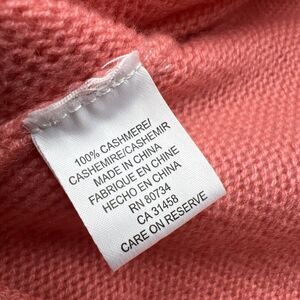 100% CASHMERE/
CASHEMIRE/CASHEMIR
MADE IN CHINA
FABRIQUE EN CHINE
HECHO EN CHINA
RN 80734
CA 31458
CARE ON RESERVE